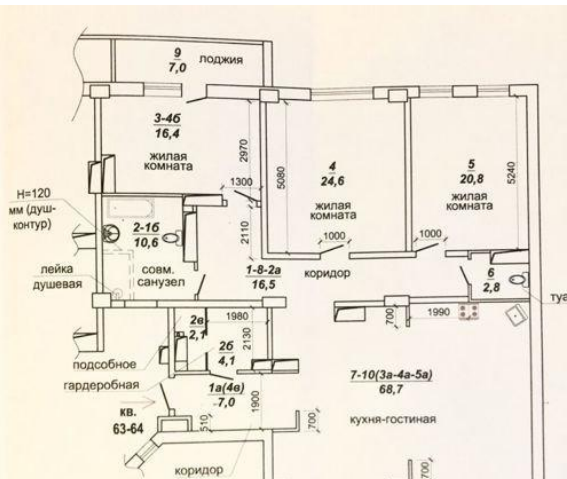 9
7,0
лоджия
3-4б
16,4
жилая
комната
2970
1300
5080
4
24,6
жилая
комната
5
20,8
жилая
комната
5240
Н=120
мм (душ-
контур)
2-1б
10,6
совм.
санузел
2110
1000
1000
1-8-2а
16,5
коридор
6
2,8
туа
лейка
душевая
2в
2,1
1980
2130
2б
4,1
700
1990
подсобное
гардеробная
1а(4в)
7,0
7-10(3а-4а-5а)
68,7
кухня-гостиная
кв.
63-64
510
1900
700
700
коридор